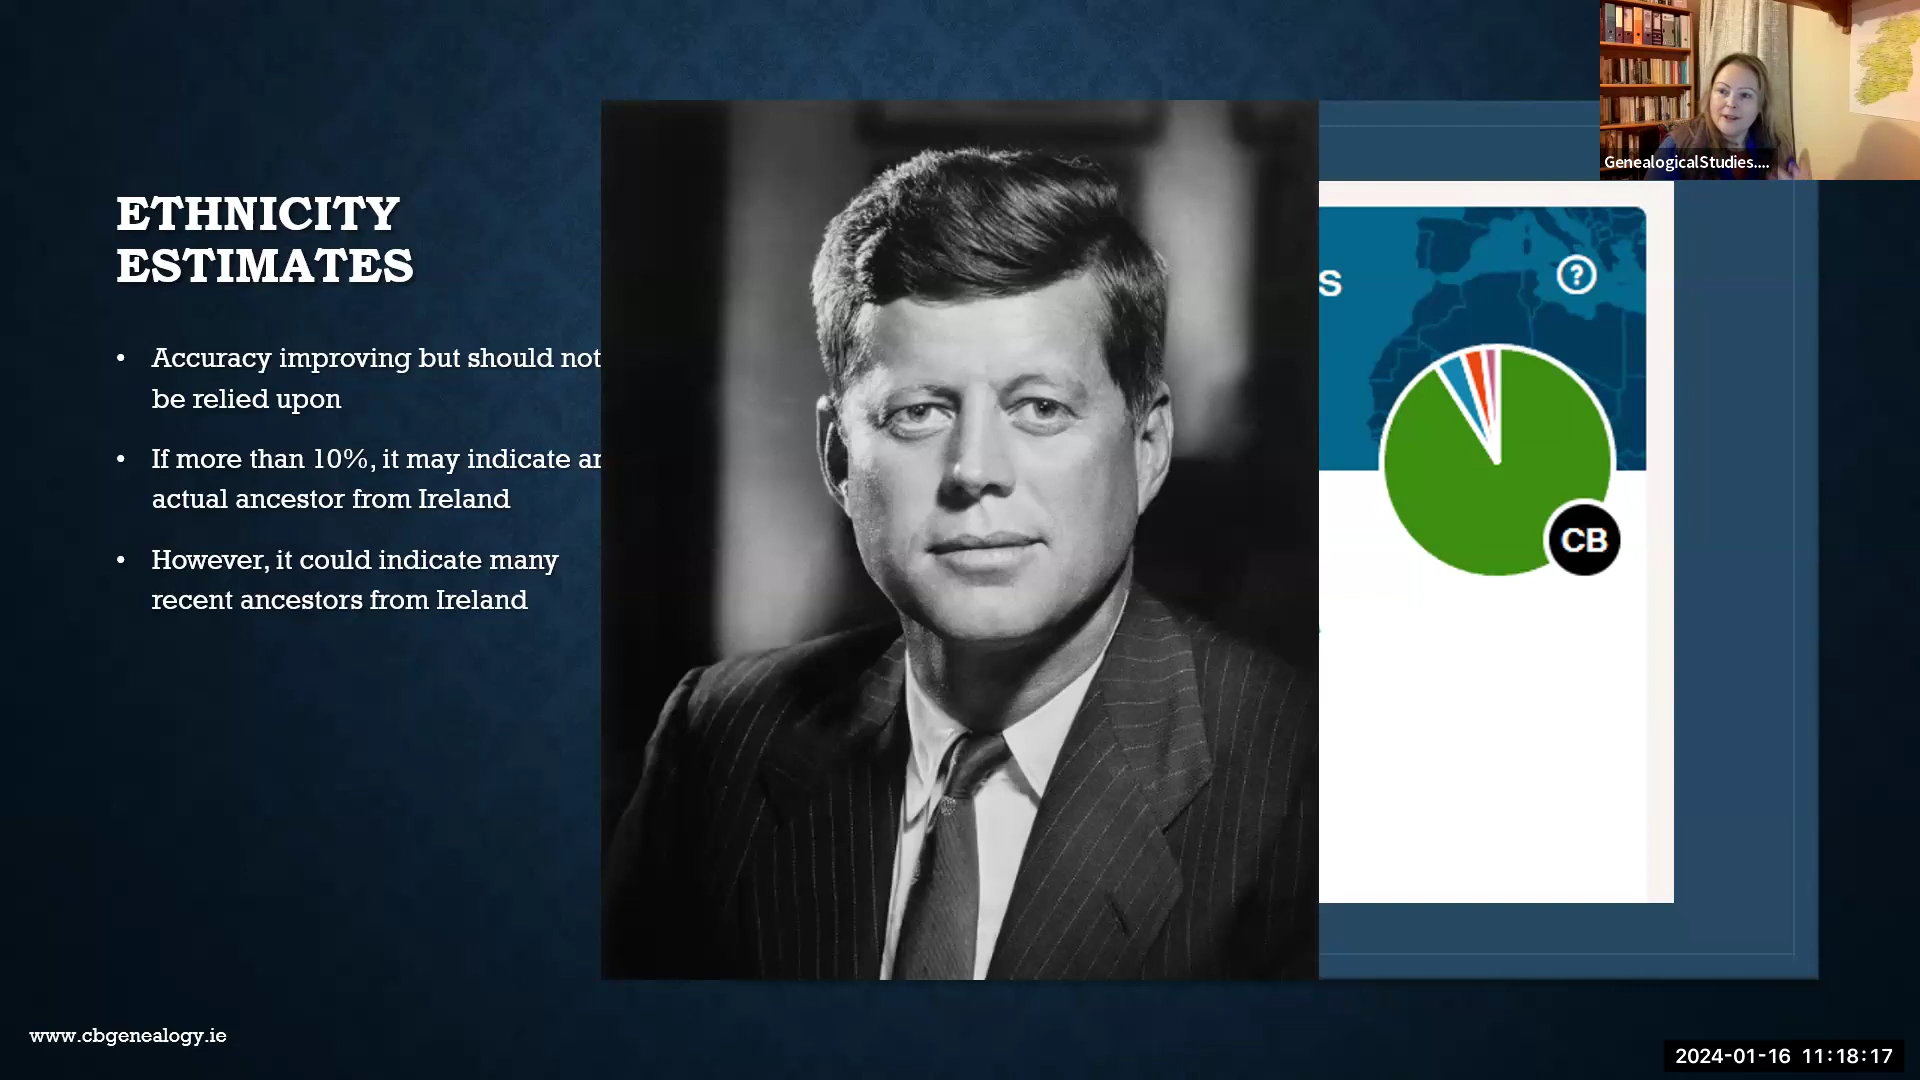 GenealogicalStudies....
ETHNICITY
ESTIMATES
• Accuracy improving but should not
be relied upon
• If more than 10%, it may indicate
actual ancestor from Ireland
• However, it could indicate many
recent ancestors from Ireland
s
?
CB
www.cbgenealogy.ie
2024-01-16 11:18:17